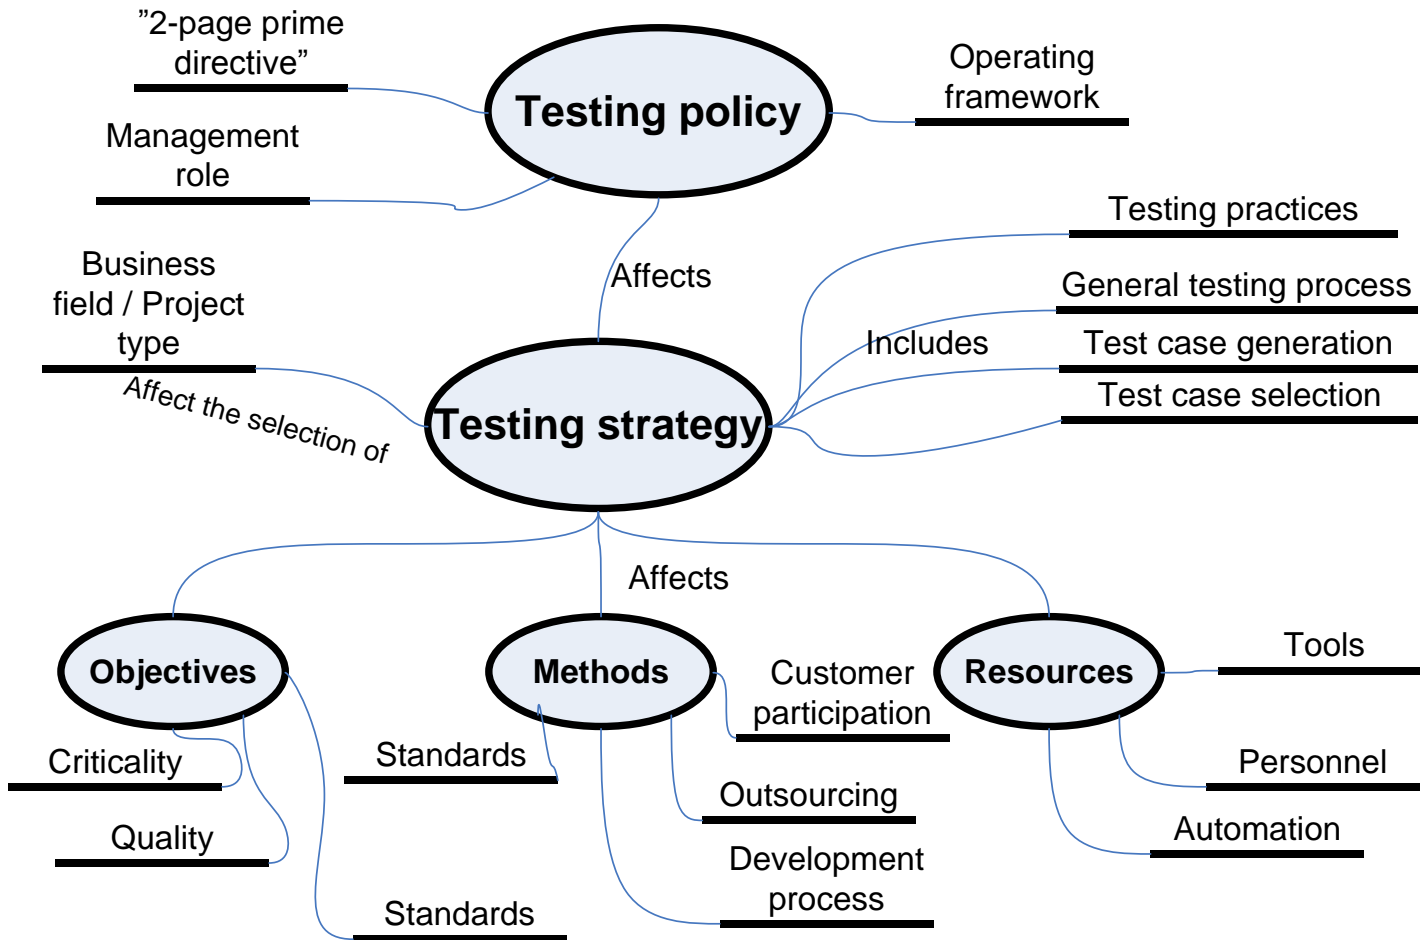 ”2-page prime
directive”
Testing policy
Operating
framework
Management
role
Testing practices
Business
field / Project
type
Affects
General testing process
Includes
Test case generation
Affect the selection of
Testing strategy
Test case selection
Affects
Objectives
Methods
Customer
participation
Resources
Tools
Criticality
Standards
Outsourcing
Personnel
Quality
Development
process
Automation
Standards